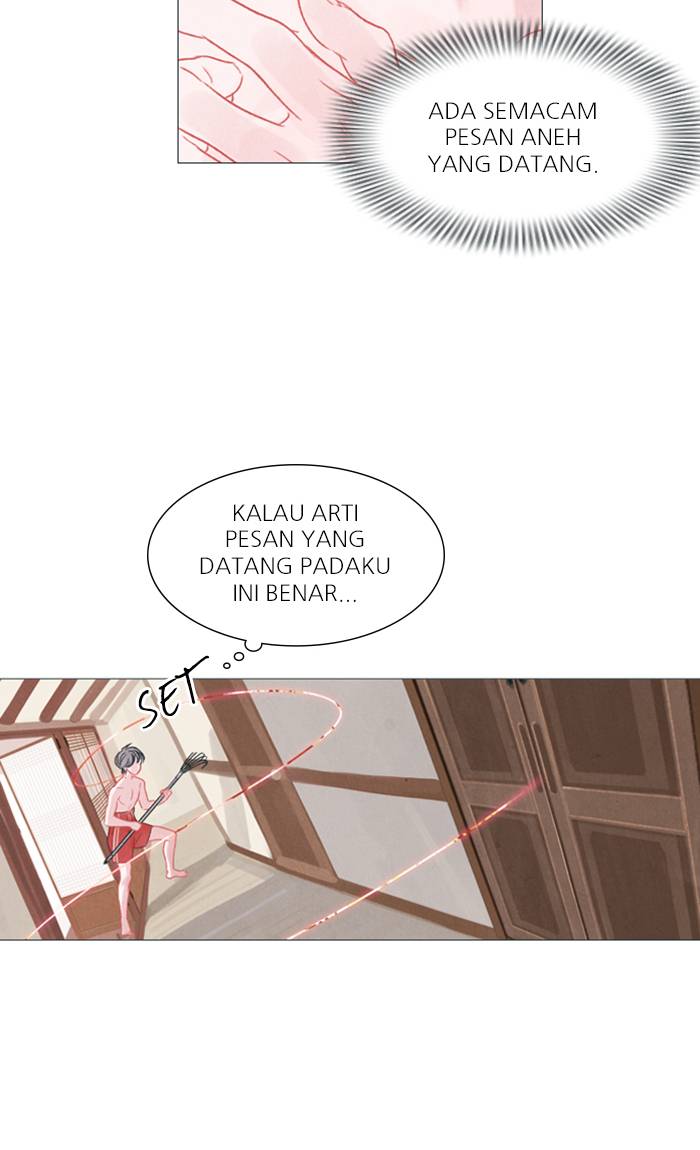 ADA SEMACAM
PESAN ANEH
YANG DATANG.
KALAU ARTI
PESAN YANG
DATANG PADAKU
INI BENAR...
SET